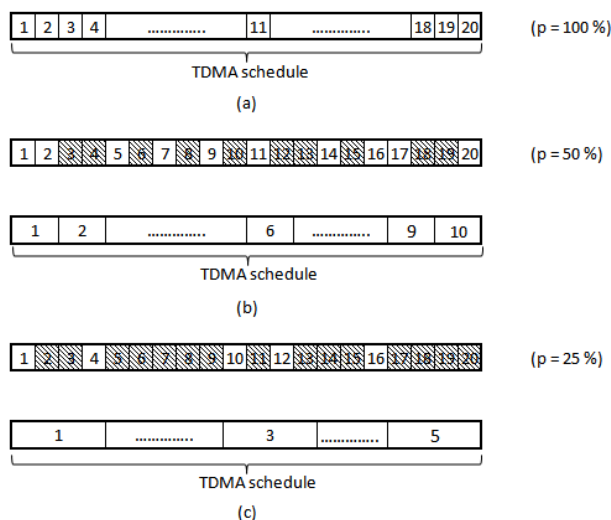 1 2 3 4 ………….. 11 ………….. 18 19 20 (p = 100 %)
TDMA schedule
(a)
1 2 3 4 5 6 7 8 9 10 11 12 13 14 15 16 17 18 19 20 (p = 50 %)
1 2 ………….. 6 ………….. 9 10
TDMA schedule
(b)
1 2 3 4 5 6 7 8 9 10 11 12 13 14 15 16 17 18 19 20 (p = 25 %)
1 ………….. 3 ………….. 5
TDMA schedule
(c)